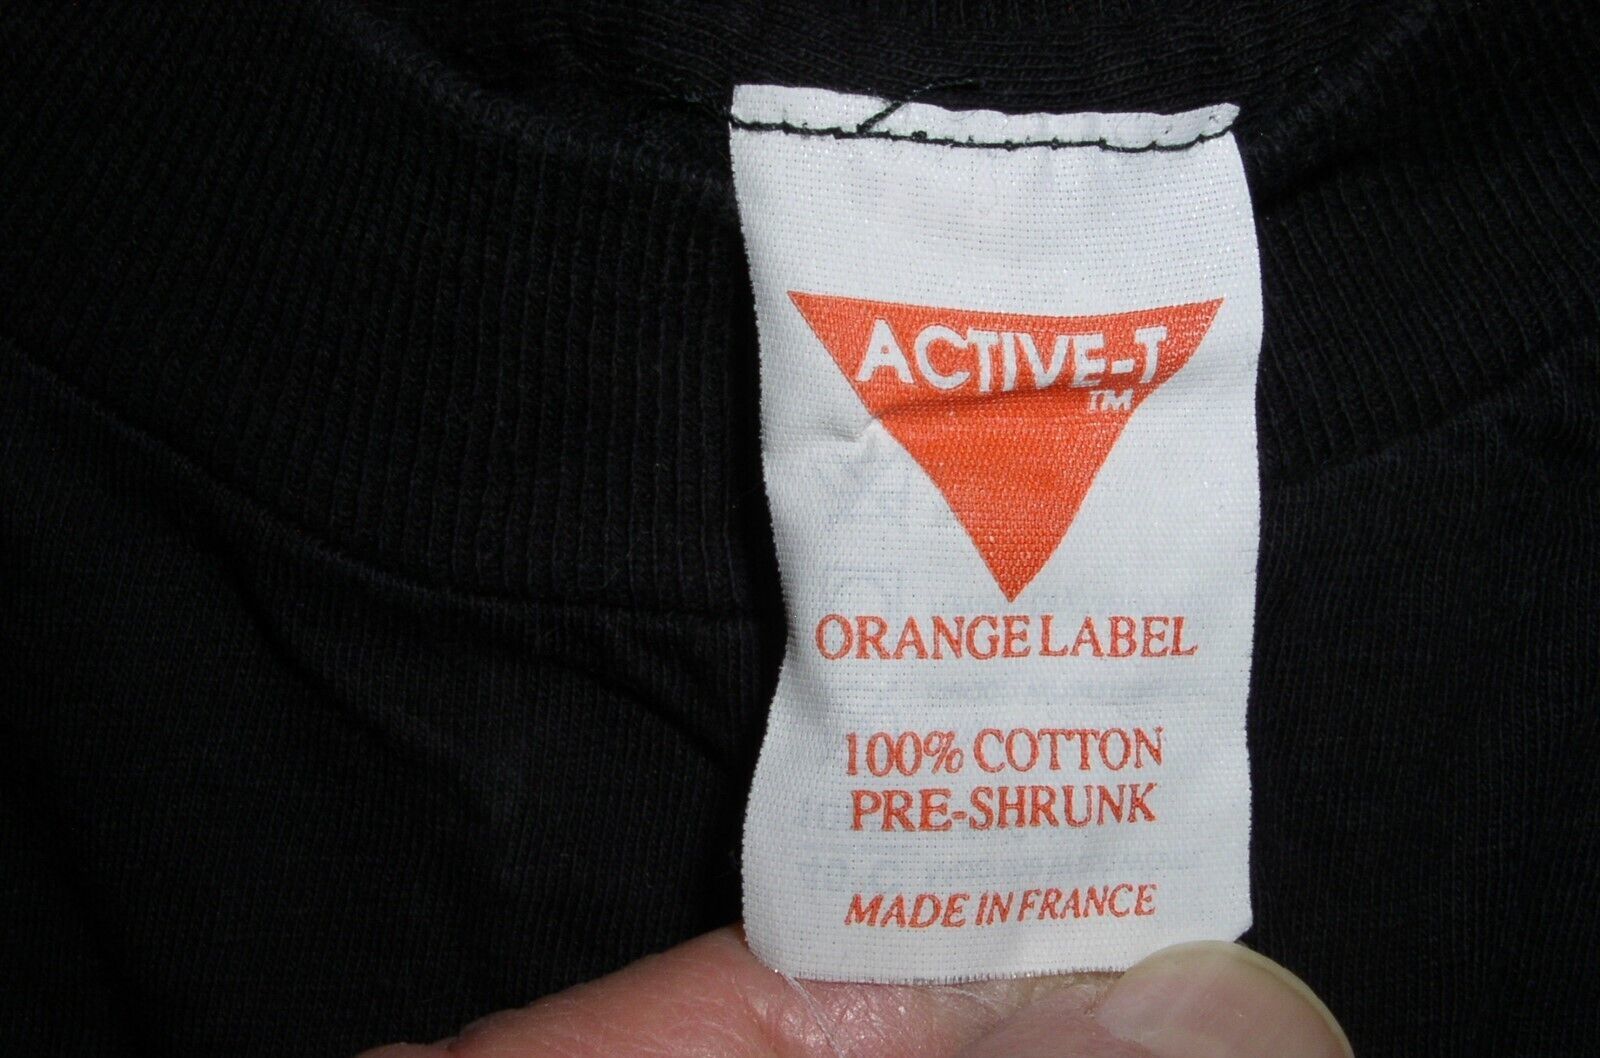 ACTIVE-T
TM
ORANGE LABEL
100% COTTON
PRE-SHRUNK
MADE IN FRANCE